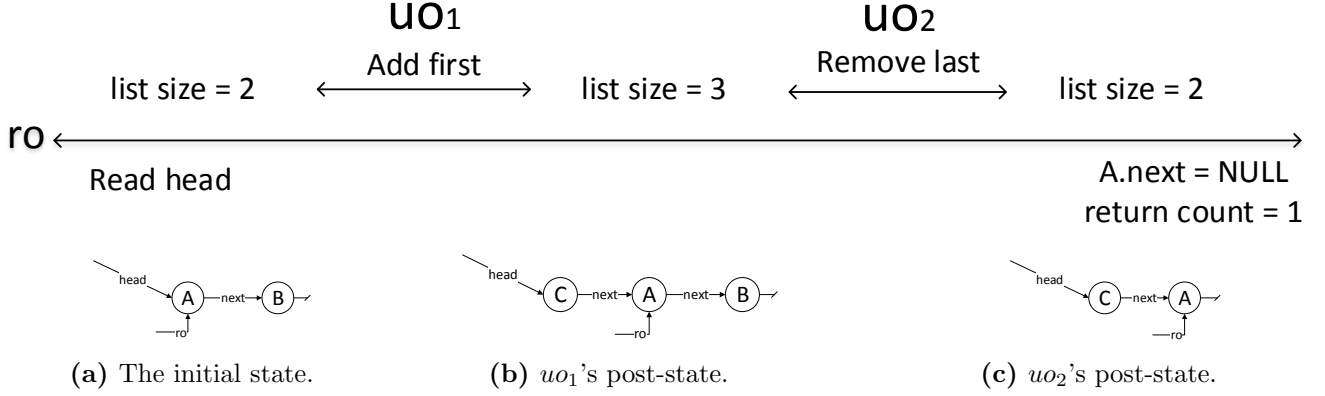 uo₁ uo₂
Add first Remove last
list size = 2 list size = 3 list size = 2
ro
Read head A.next = NULL
return count = 1
head A next B ro
head C next A next B ro
head C next A ro
(a) The initial state. (b) uo₁'s post-state. (c) uo₂'s post-state.